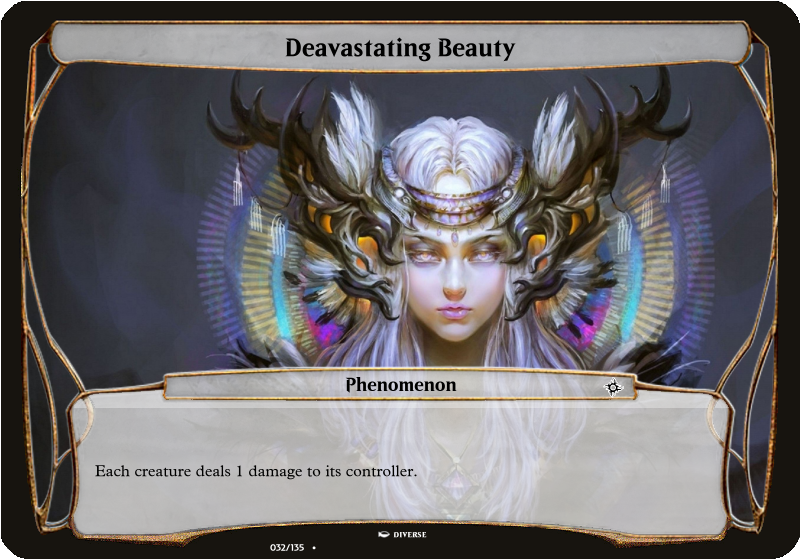 Deavastating Beauty
Phenomenon
Each creature deals 1 damage to its controller.
DIVERSE
032/135 •